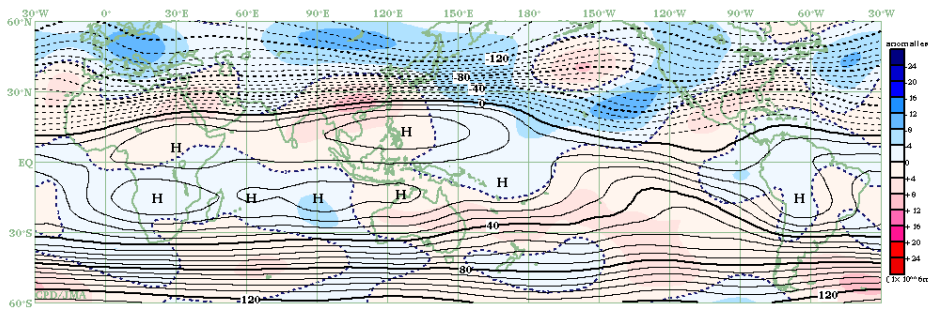 30°W 0° 30°E 60°E 90°E 120°E 150°E 180° 150°W 120°W 90°W 60°W 30°W
60°N
30°N
EQ
30°S
60°S
-120
-80
-40
0
H
H
H
H
H
H
H
H
40
80
120
120
CPD/JMA
anomalies
- 24
- 20
- 16
- 12
- 8
- 4
0
+ 4
+ 8
+ 12
+ 16
+ 20
+ 24